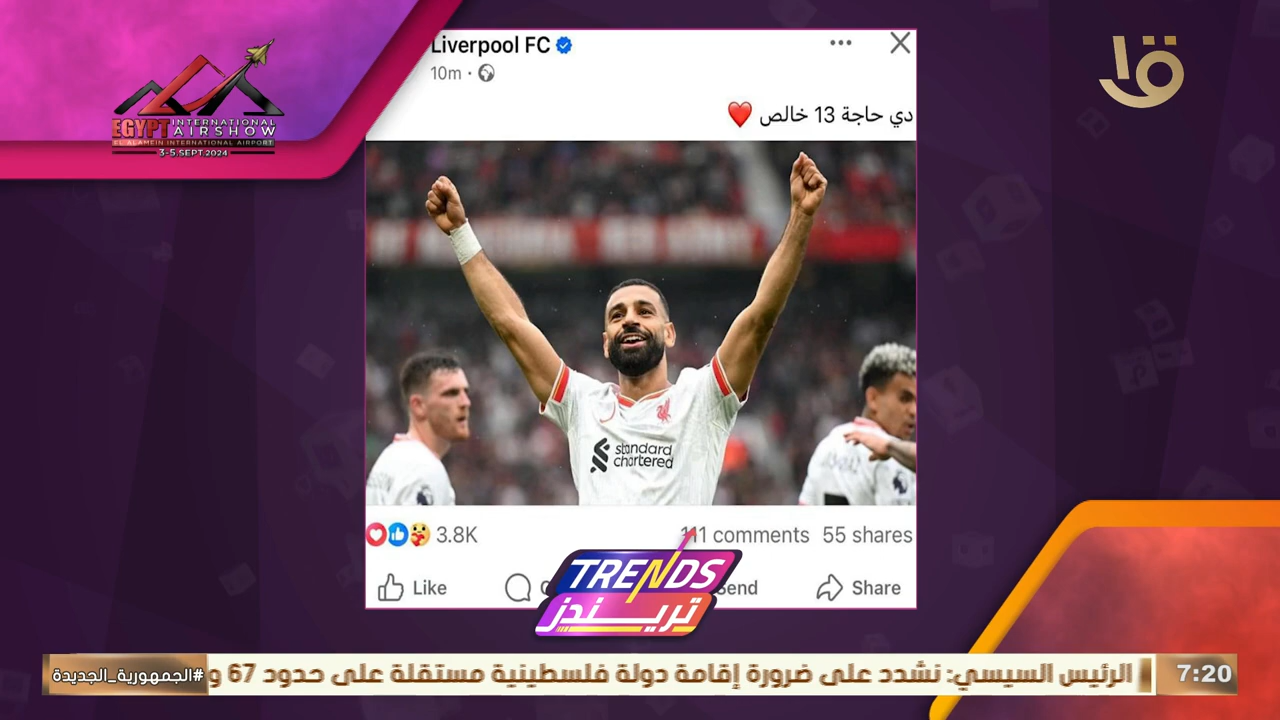 Liverpool FC
10m ·
دي حاجة 13 خالص ❤️
EGYPT INTERNATIONAL AIRSHOW
EL ALAMEIN INTERNATIONAL AIRPORT
3-5 SEPT 2024
standard
chartered
3.8K
111 comments 55 shares
Like
Share
TRENDS
تريندز
7:20
الرئيس السيسي: نشدد على ضرورة إقامة دولة فلسطينية مستقلة على حدود 67 و
#الجمهورية_الجديدة